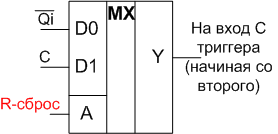 Qi
D0
MX
C
D1
Y
R-сброс
A
На вход С
триггера
(начиная со
второго)